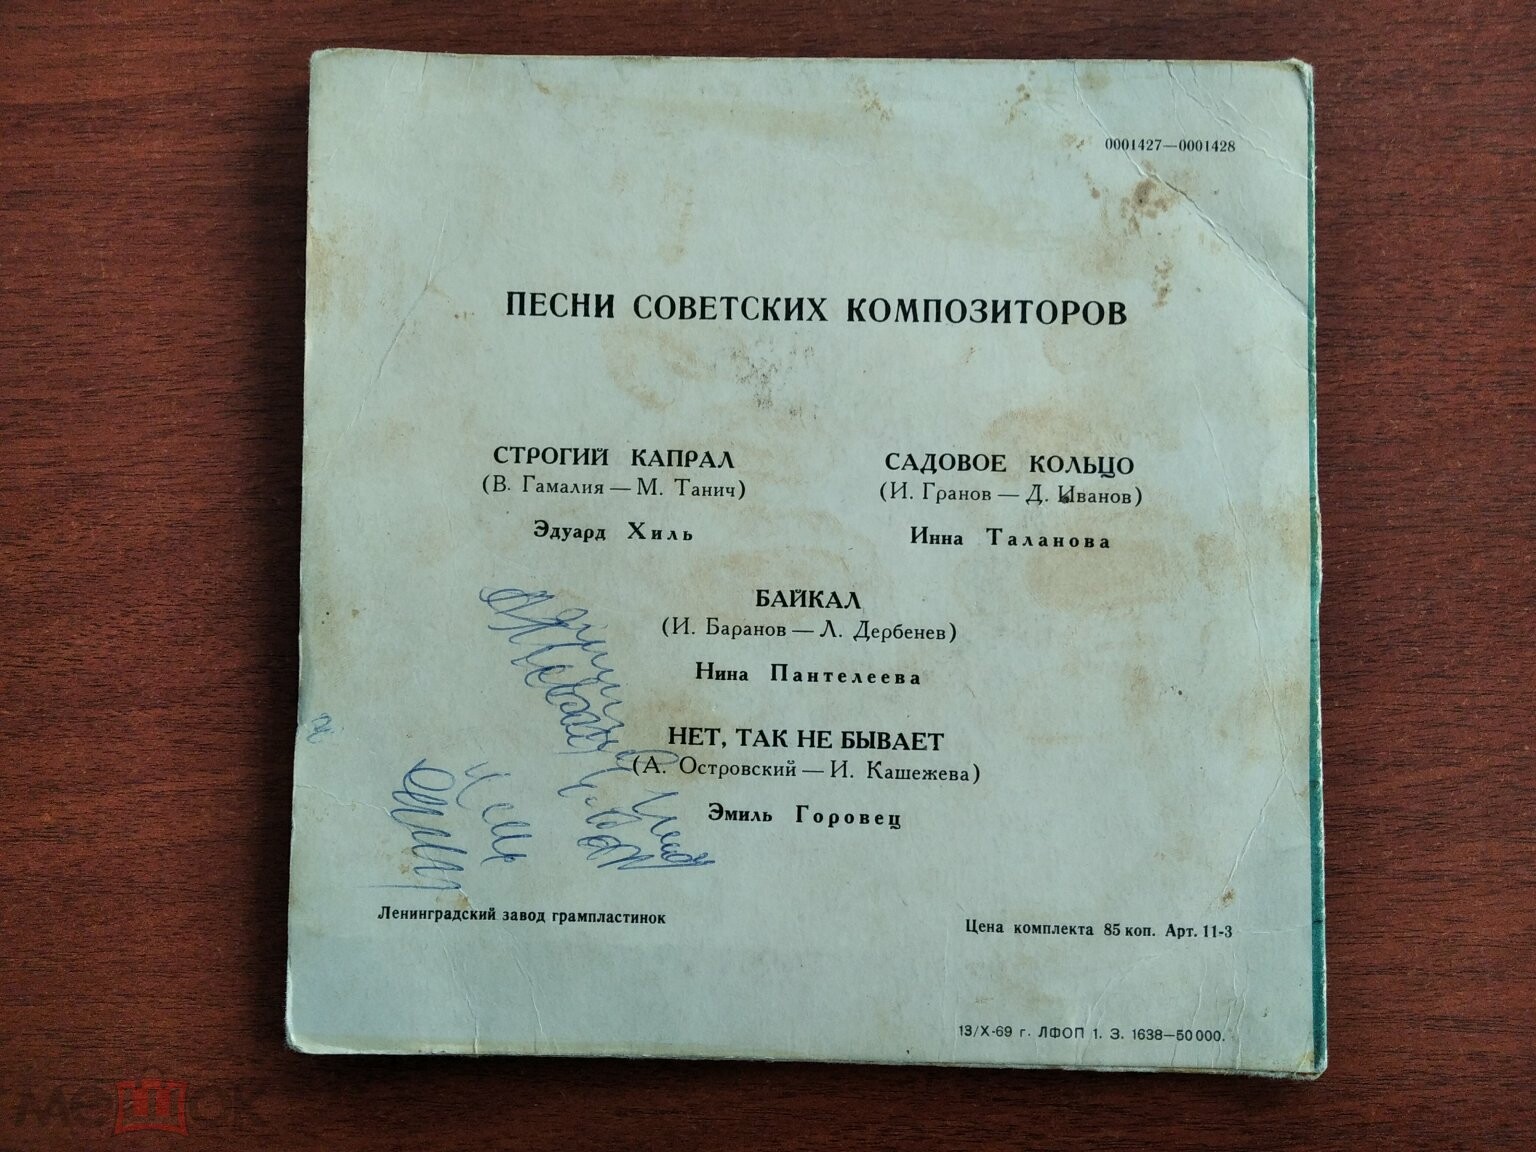 0001427—0001428
ПЕСНИ СОВЕТСКИХ КОМПОЗИТОРОВ
СТРОГИЙ КАПРАЛ
(В. Гамалия — М. Танич)
Эдуард Хиль
САДОВОЕ КОЛЬЦО
(И. Гранов — Д. Иванов)
Инна Таланова
БАЙКАЛ
(И. Баранов — Л. Дербенев)
Нина Пантелеева
НЕТ, ТАК НЕ БЫВАЕТ
(А. Островский — И. Кашежева)
Эмиль Горовец
Ленинградский завод грампластинок
Цена комплекта 85 коп. Арт. 11-3
13/X-69 г. ЛФОП 1. З. 1638—50 000.
мешок